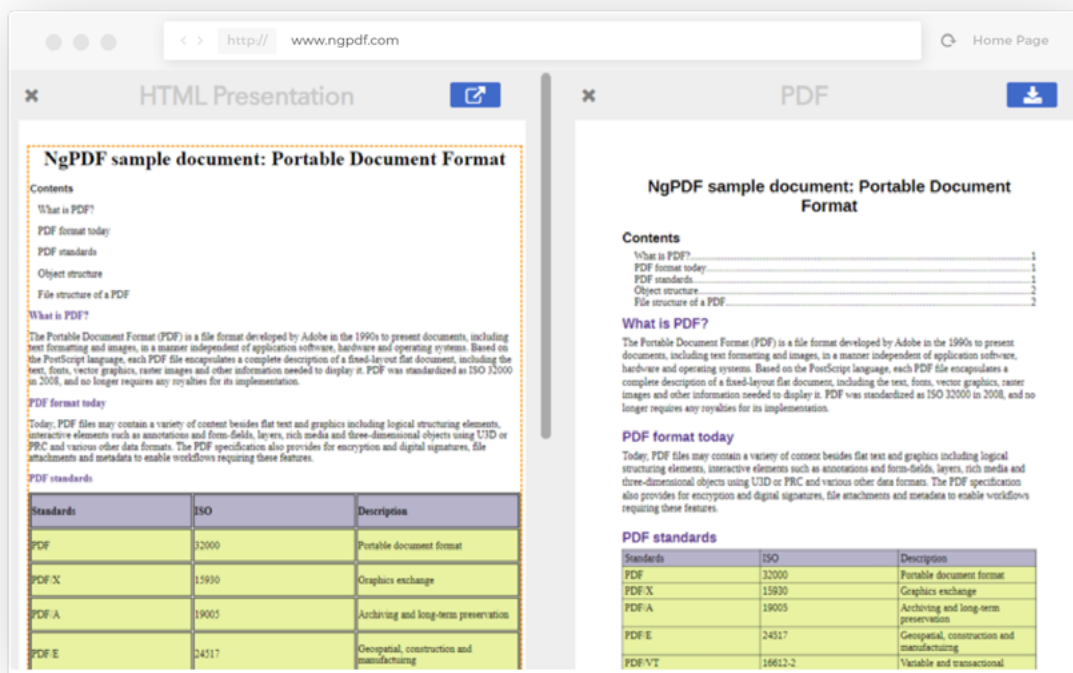 http:// www.ngpdf.com Home Page
HTML Presentation
NgPDF sample document: Portable Document Format
Contents
What is PDF?
PDF format today
PDF standards
Object structure
File structure of a PDF
What is PDF?
The Portable Document Format (PDF) is a file format developed by Adobe in the 1990s to present documents, including
text formatting and images, in a manner independent of application software, hardware and operating systems. Based on
the PostScript language, each PDF file encapsulates a complete description of a fixed-layout flat document, including the
text, fonts, vector graphics, raster images and other information needed to display it. PDF was standardized as ISO 32000
in 2008, and no longer requires any royalties for its implementation.
PDF format today
Today, PDF files may contain a variety of content besides flat text and graphics including logical structuring elements,
interactive elements such as annotations and form-fields, layers, rich media and three-dimensional objects using U3D or
PRC and various other data formats. The PDF specification also provides for encryption and digital signatures, file
attachments and metadata to enable workflows requiring these features.
PDF standards
Standards ISO Description
PDF 32000 Portable document format
PDF/X 15930 Graphics exchange
PDF/A 19005 Archiving and long-term preservation
PDF/E 24517 Geospatial, construction and
manufactuirng
PDF
NgPDF sample document: Portable Document
Format
Contents
What is PDF?........1
PDF format today........1
PDF standards........1
Object structure........2
File structure of a PDF........2
What is PDF?
The Portable Document Format (PDF) is a file format developed by Adobe in the 1990s to present
documents, including text formatting and images, in a manner independent of application software,
hardware and operating systems. Based on the PostScript language, each PDF file encapsulates a
complete description of a fixed-layout flat document, including the text, fonts, vector graphics, raster
images and other information needed to display it. PDF was standardized as ISO 32000 in 2008, and no
longer requires any royalties for its implementation.
PDF format today
Today, PDF files may contain a variety of content besides flat text and graphics including logical
structuring elements, interactive elements such as annotations and form-fields, layers, rich media and
three-dimensional objects using U3D or PRC and various other data formats. The PDF specification
also provides for encryption and digital signatures, file attachments and metadata to enable workflows
requiring these features.
PDF standards
Standards ISO Description
PDF 32000 Portable document format
PDF/X 15930 Graphics exchange
PDF/A 19005 Archiving and long-term
preservation
PDF/E 24517 Geospatial, construction and
manufactuirng
PDF/VT 16612-2 Variable and transactional